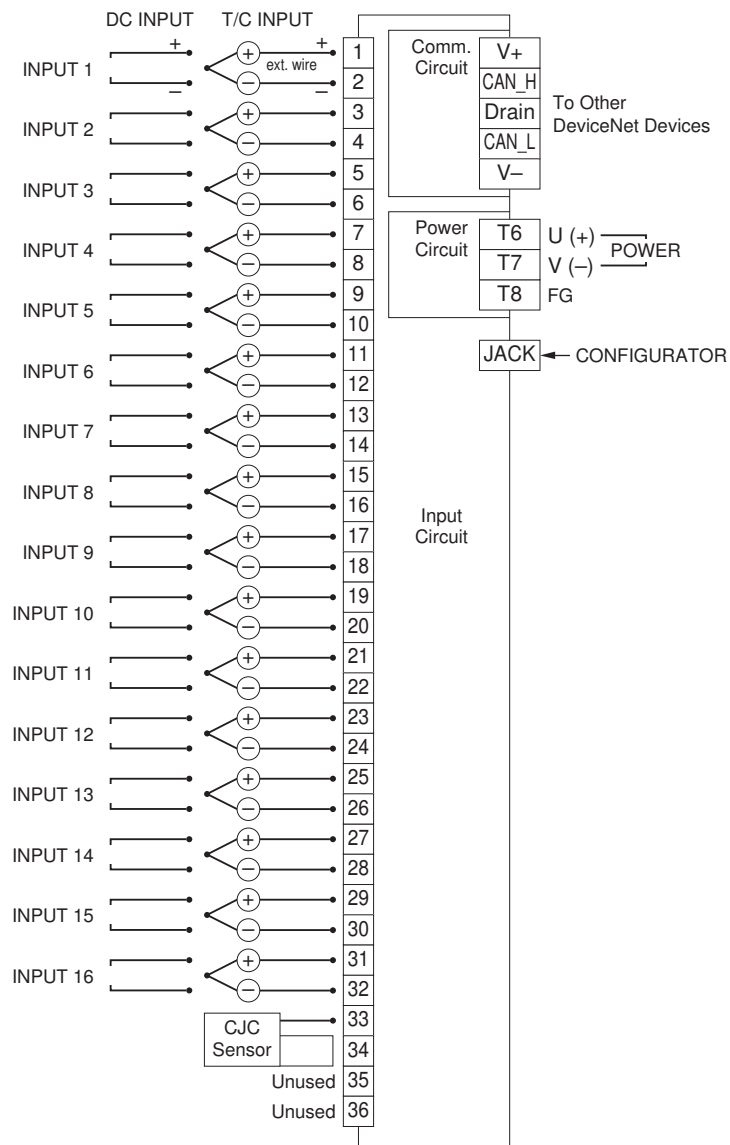 DC INPUT T/C INPUT
INPUT 1 + – + – + ext. wire – 1 2
INPUT 2 + – 3 4
INPUT 3 + – 5 6
INPUT 4 + – 7 8
INPUT 5 + – 9 10
INPUT 6 + – 11 12
INPUT 7 + – 13 14
INPUT 8 + – 15 16
INPUT 9 + – 17 18
INPUT 10 + – 19 20
INPUT 11 + – 21 22
INPUT 12 + – 23 24
INPUT 13 + – 25 26
INPUT 14 + – 27 28
INPUT 15 + – 29 30
INPUT 16 + – 31 32
CJC
Sensor
33
34
Unused 35
Unused 36
Comm.
Circuit
V+
CAN_H
Drain
CAN_L
V–
To Other
DeviceNet Devices
Power
Circuit
T6 U (+)
T7 V (–)
POWER
T8 FG
JACK CONFIGURATOR
Input
Circuit